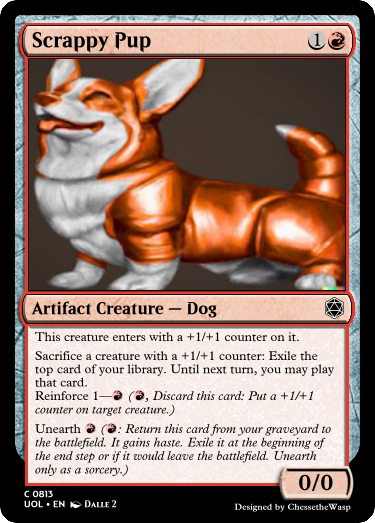 Scrappy Pup
1
Artifact Creature — Dog
This creature enters with a +1/+1 counter on it.
Sacrifice a creature with a +1/+1 counter: Exile the
top card of your library. Until next turn, you may play
that card.
Reinforce 1— (, Discard this card: Put a +1/+1
counter on target creature.)
Unearth (: Return this card from your graveyard to
the battlefield. It gains haste. Exile it at the beginning of
the end step or if it would leave the battlefield. Unearth
only as a sorcery.)
0/0
C 0813
UOL • EN DALLE 2
Designed by ChessetheWasp